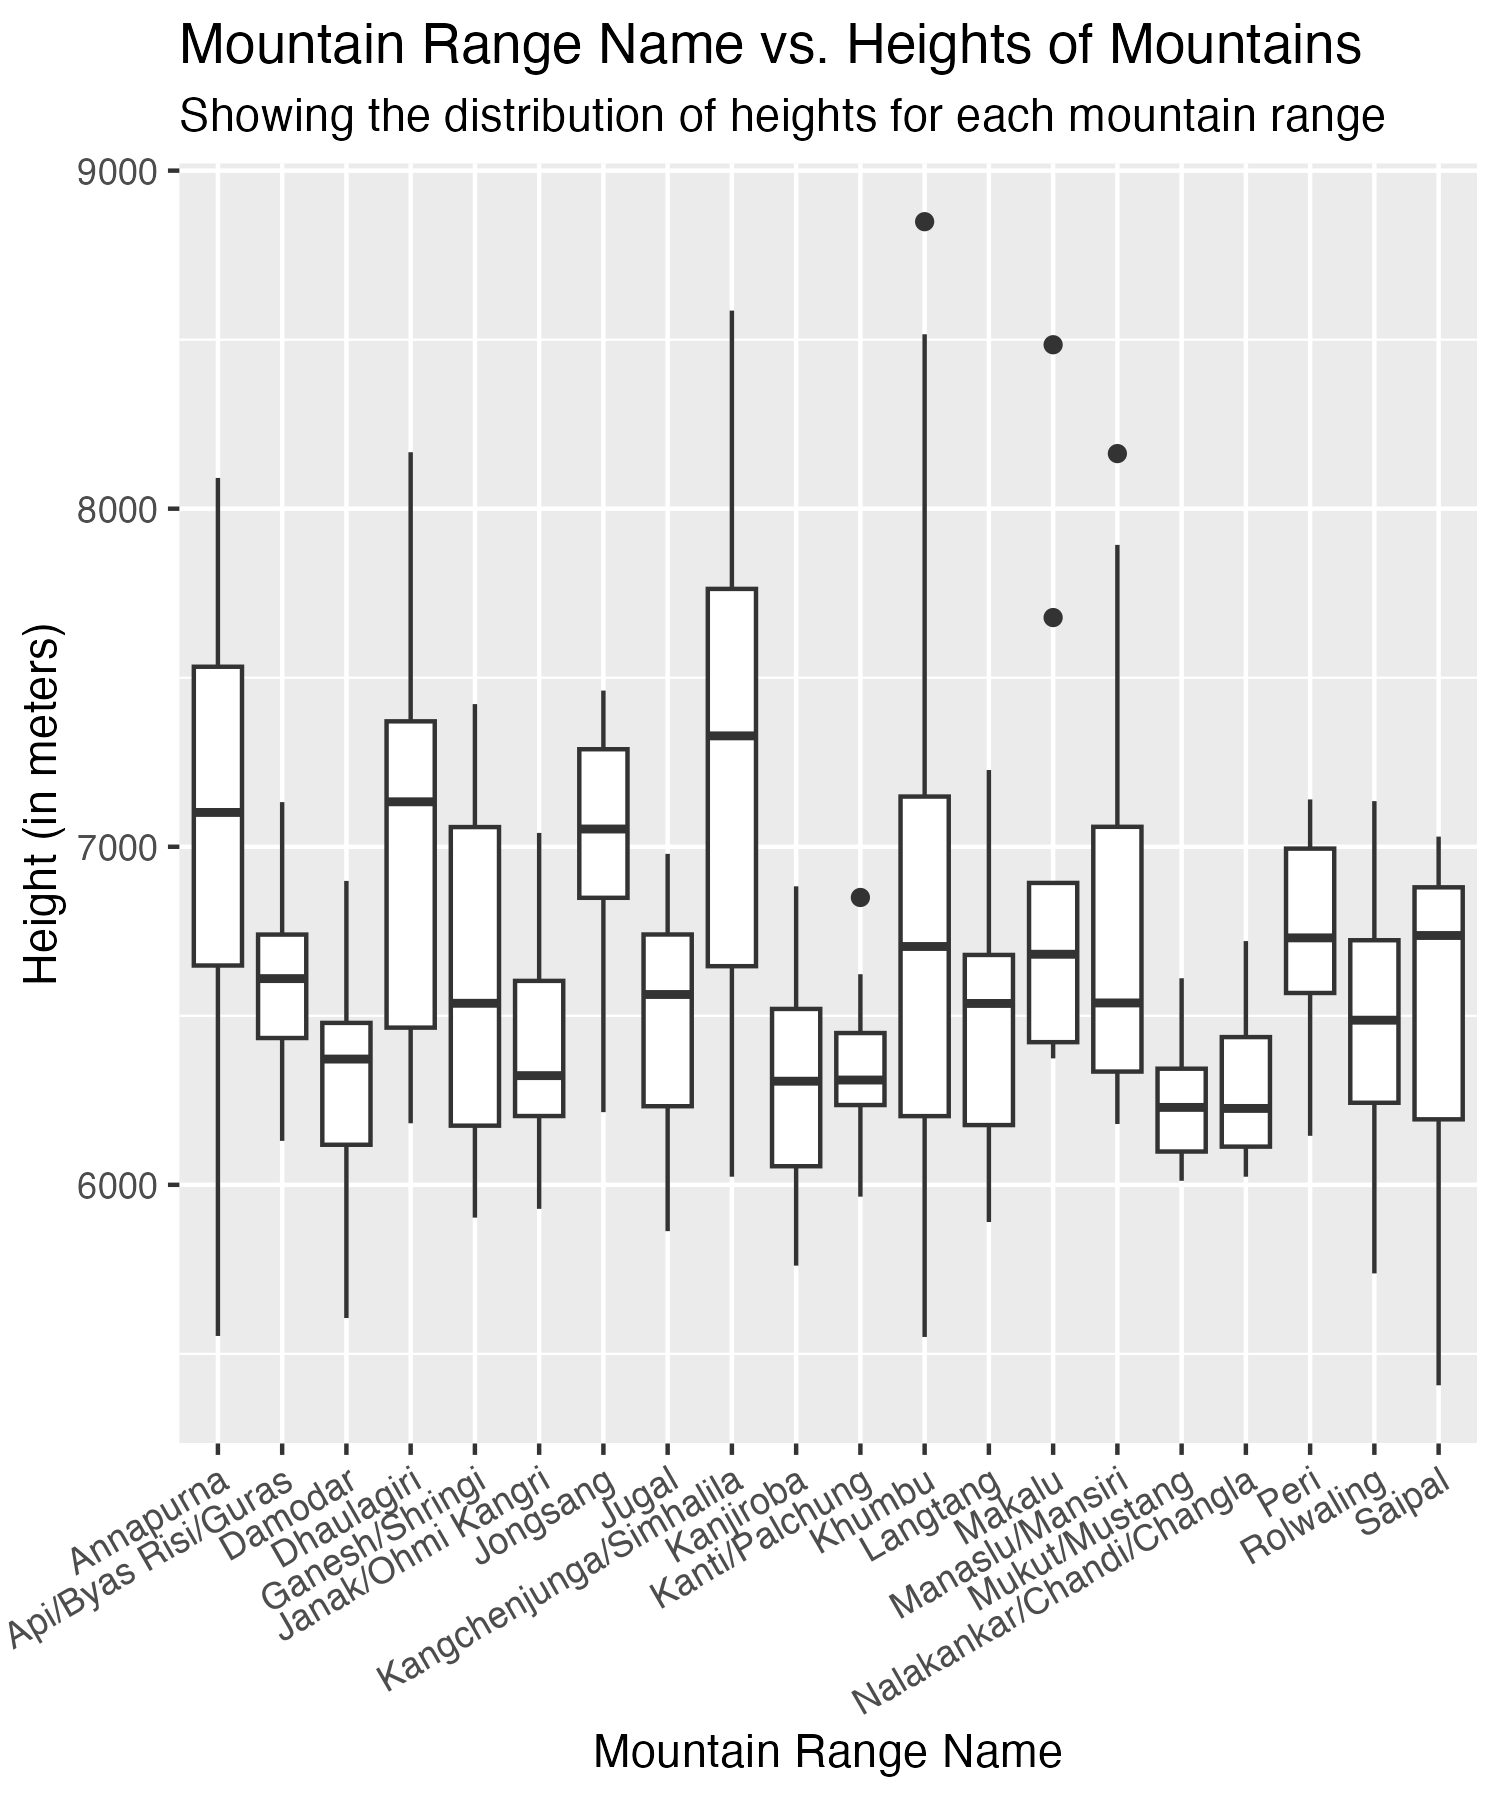 Mountain Range Name vs. Heights of Mountains
Showing the distribution of heights for each mountain range
9000
8000
7000
6000
Height (in meters)
Annapurna
Api/Byas Risi/Guras
Damodar
Dhaulagiri
Ganesh/Shringi
Janak/Ohmi Kangri
Jongsang
Jugal
Kangchenjunga/Simhalila
Kanjiroba
Kanti/Palchung
Khumbu
Langtang
Makalu
Manaslu/Mansiri
Mukut/Mustang
Nalakankar/Chandi/Changla
Peri
Rolwaling
Saipal
Mountain Range Name